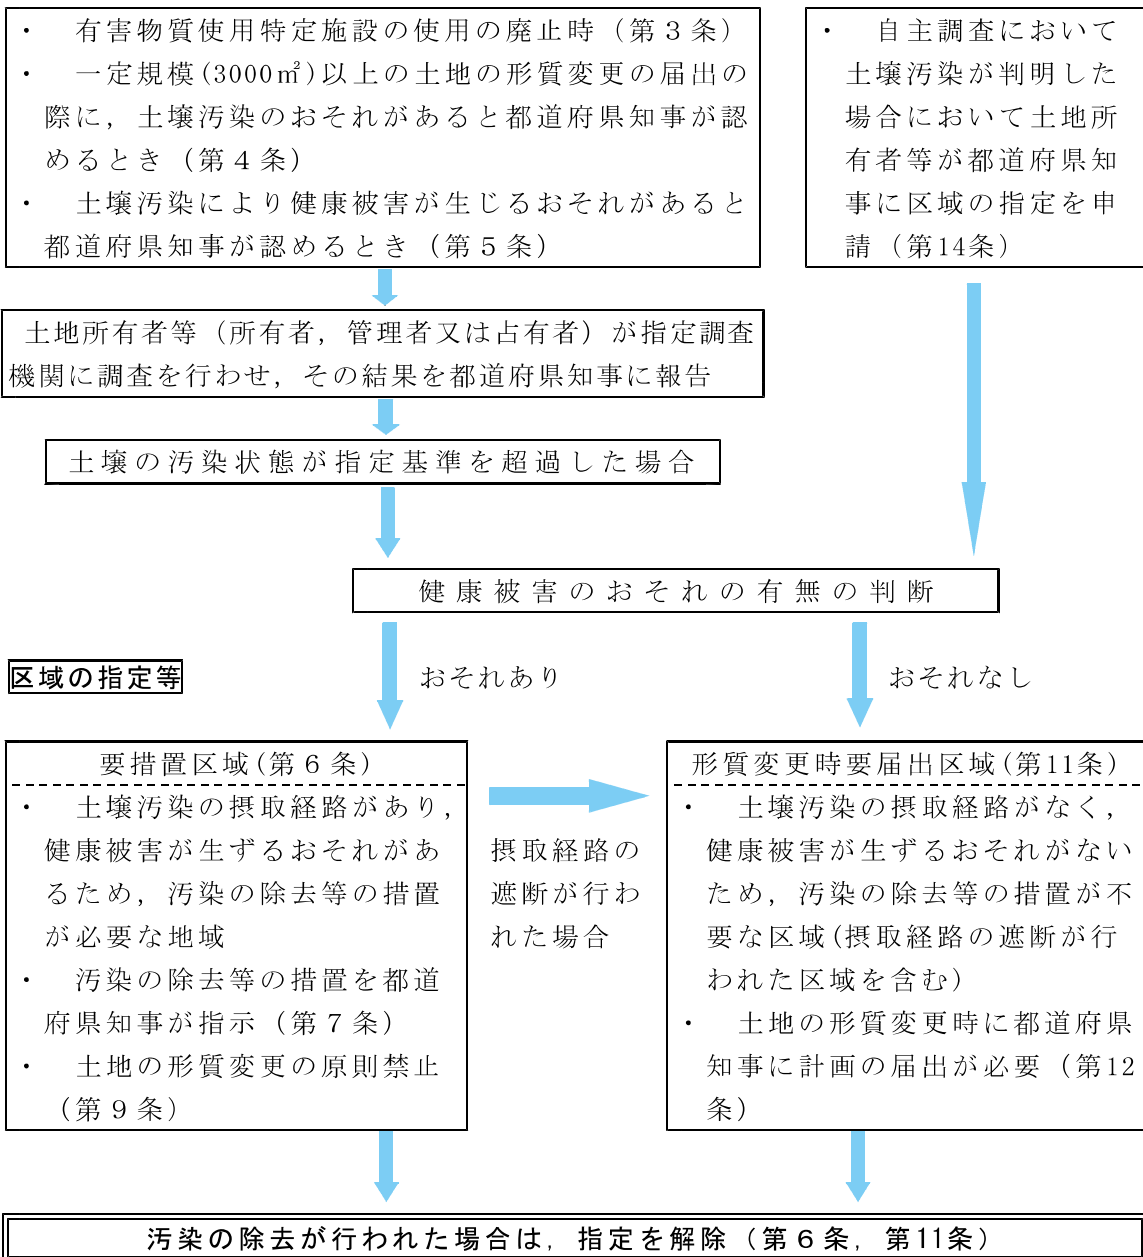 ・　有害物質使用特定施設の使用の廃止時（第３条）
・　一定規模(3000㎡)以上の土地の形質変更の届出の
際に，土壌汚染のおそれがあると都道府県知事が認
めるとき（第４条）
・　土壌汚染により健康被害が生じるおそれがあると
都道府県知事が認めるとき（第５条）
・　自主調査において
土壌汚染が判明した
場合において土地所
有者等が都道府県知
事に区域の指定を申
請（第14条）
土地所有者等（所有者，管理者又は占有者）が指定調査
機関に調査を行わせ，その結果を都道府県知事に報告
土壌の汚染状態が指定基準を超過した場合
健康被害のおそれの有無の判断
区域の指定等
おそれあり
おそれなし
要措置区域(第６条)
・　土壌汚染の摂取経路があり，
健康被害が生ずるおそれがあ
るため，汚染の除去等の措置
が必要な地域
・　汚染の除去等の措置を都道
府県知事が指示（第７条）
・　土地の形質変更の原則禁止
（第９条）
摂取経路の
遮断が行わ
れた場合
形質変更時要届出区域(第11条)
・　土壌汚染の摂取経路がなく，
健康被害が生ずるおそれがない
ため，汚染の除去等の措置が不
要な区域(摂取経路の遮断が行
われた区域を含む)
・　土地の形質変更時に都道府県
知事に計画の届出が必要（第12
条）
汚染の除去が行われた場合は，指定を解除（第６条，第11条）